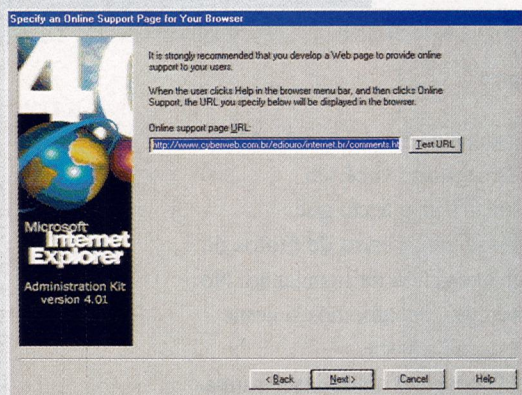 Specify an Online Support Page for Your Browser
4.0
It is strongly recommended that you develop a Web page to provide online
support to your users.
When the user clicks Help in the browser menu bar, and then clicks Online
Support, the URL you specify below will be displayed in the browser.
Online support page URL:
http://www.cyberweb.com.br/ediouro/internet.br/comments.ht
Test URL
Microsoft
Internet
Explorer
Administration Kit
version 4.01
< Back
Next >
Cancel
Help